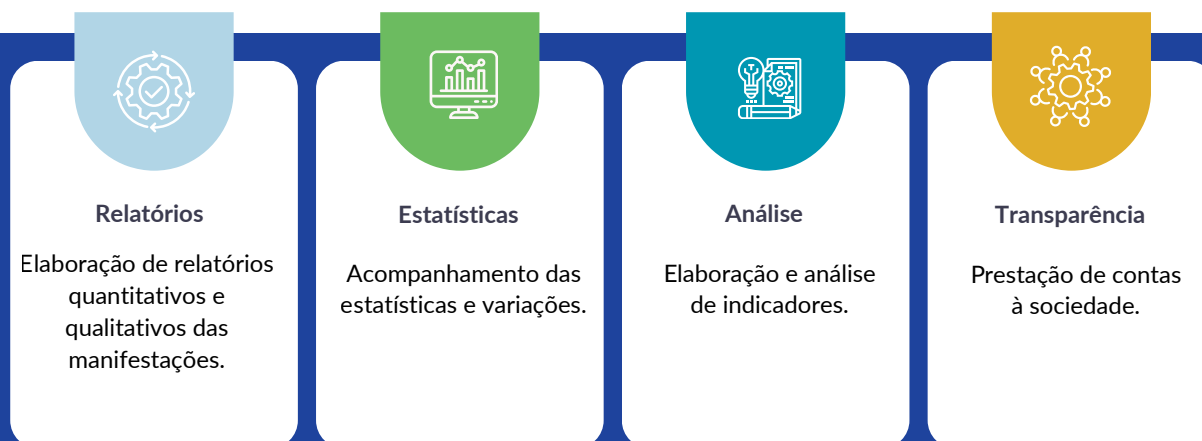 Relatórios
Elaboração de relatórios
quantitativos e
qualitativos das
manifestações.
Estatísticas
Acompanhamento das
estatísticas e variações.
Análise
Elaboração e análise
de indicadores.
Transparência
Prestação de contas
à sociedade.